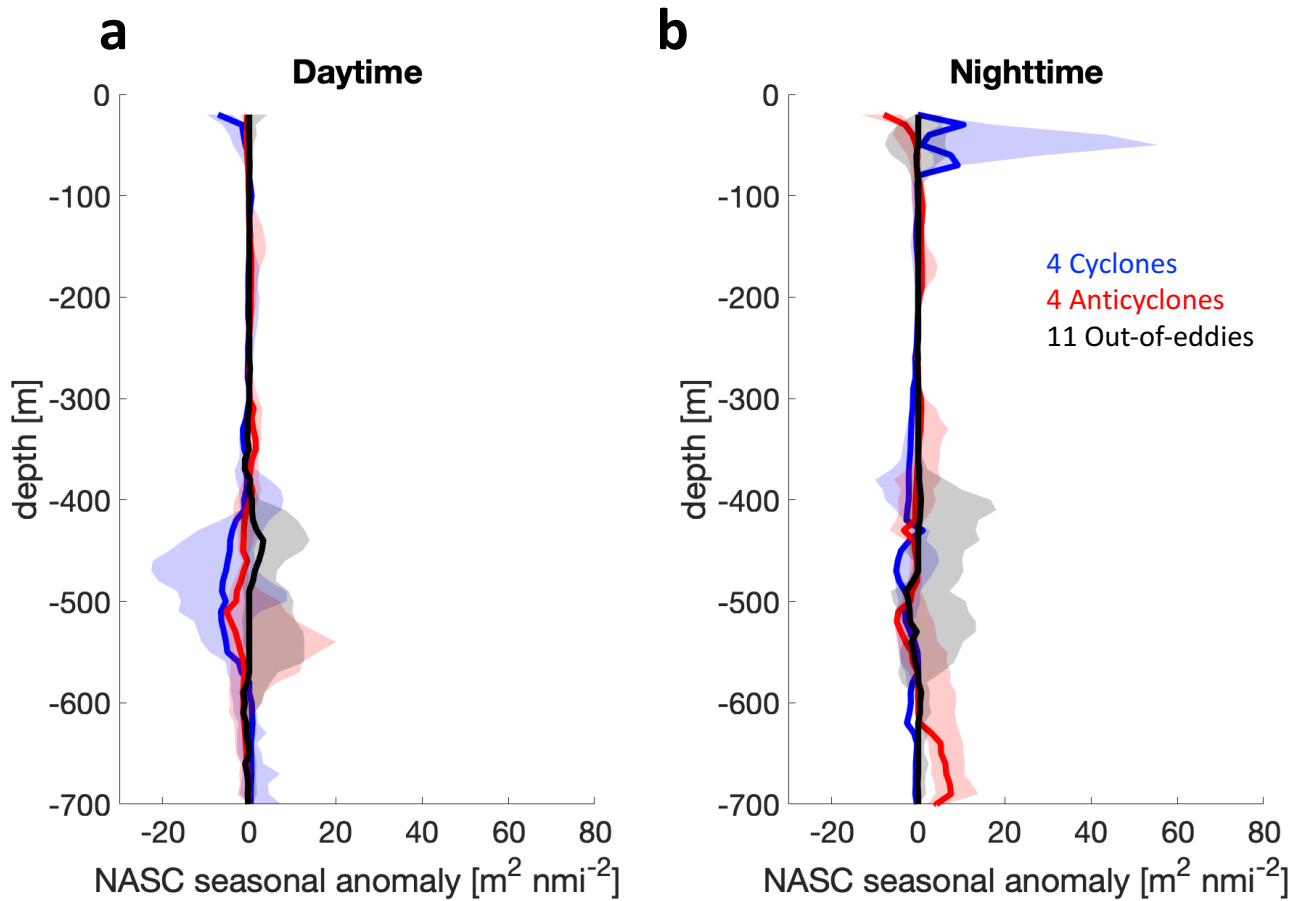 a
Daytime
0
-100
-200
-300
-400
-500
-600
-700
depth [m]
-20 0 20 40 60 80
NASC seasonal anomaly [m² nmi⁻²]
b
Nighttime
0
-100
-200
-300
-400
-500
-600
-700
depth [m]
-20 0 20 40 60 80
NASC seasonal anomaly [m² nmi⁻²]
4 Cyclones
4 Anticyclones
11 Out-of-eddies